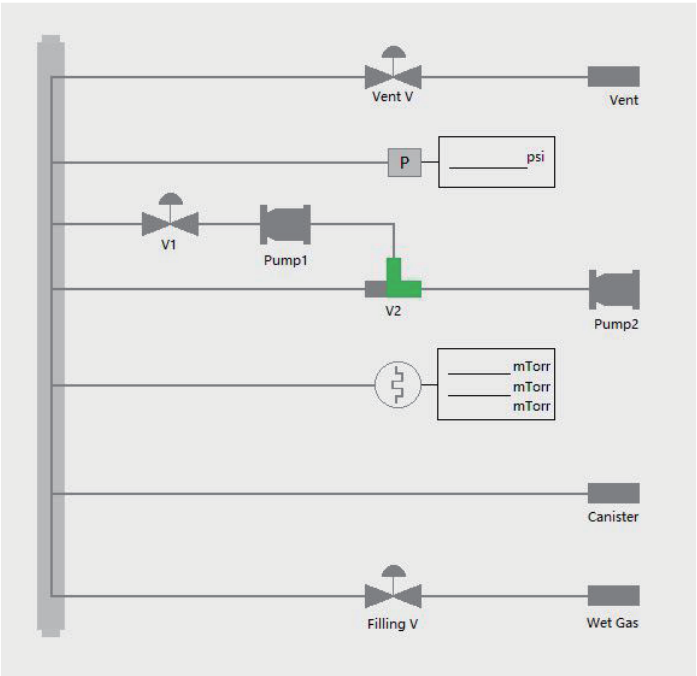 Vent V
Vent
P
psi
V1
Pump1
V2
Pump2
mTorr
mTorr
mTorr
Canister
Filling V
Wet Gas